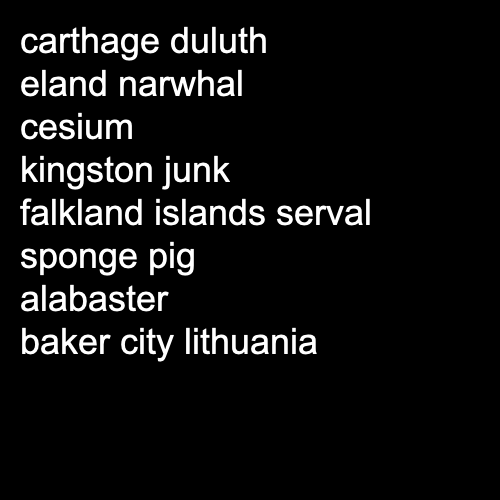 carthage duluth
eland narwhal
cesium
kingston junk
falkland islands serval
sponge pig
alabaster
baker city lithuania